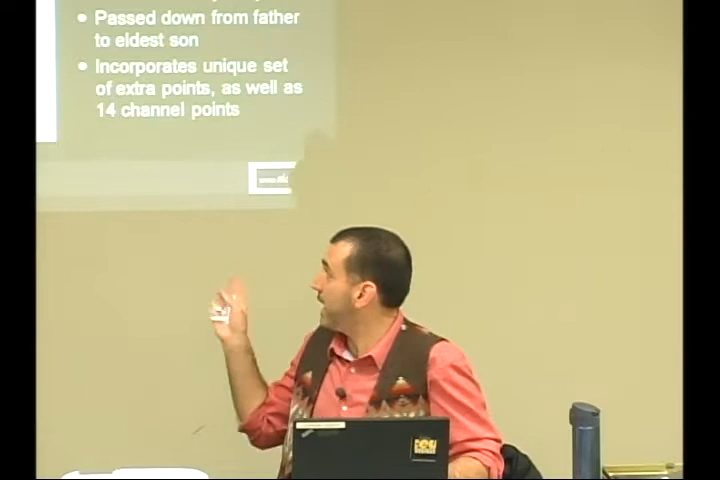 • Passed down from father
to eldest son
• Incorporates unique set
of extra points, as well as
14 channel points